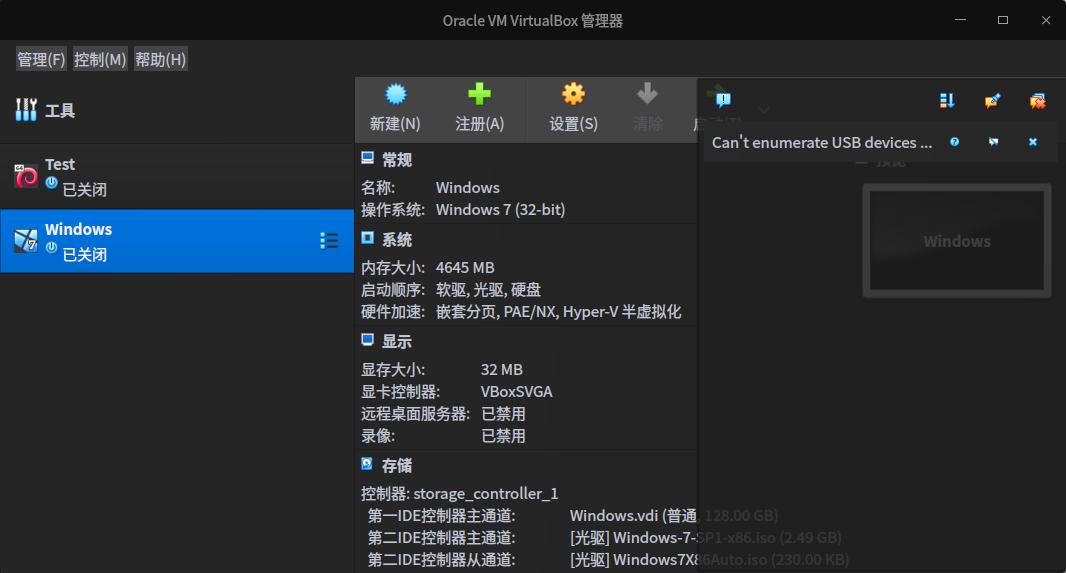 Oracle VM VirtualBox 管理器
管理(F) 控制(M) 帮助(H)
工具
新建(N) 注册(A) 设置(S) 清除
Can't enumerate USB devices ...
Test
已关闭
Windows
已关闭
常规
名称: Windows
操作系统: Windows 7 (32-bit)
系统
内存大小: 4645 MB
启动顺序: 软驱, 光驱, 硬盘
硬件加速: 嵌套分页, PAE/NX, Hyper-V 半虚拟化
显示
显存大小: 32 MB
显卡控制器: VBoxSVGA
远程桌面服务器: 已禁用
录像: 已禁用
存储
控制器: storage_controller_1
第一IDE控制器主通道: Windows.vdi (普通, 128.00 GB)
第二IDE控制器主通道: [光驱] Windows-7-SP1-x86.iso (2.49 GB)
第二IDE控制器从通道: [光驱] Windows7X86Auto.iso (230.00 KB)
预览
Windows